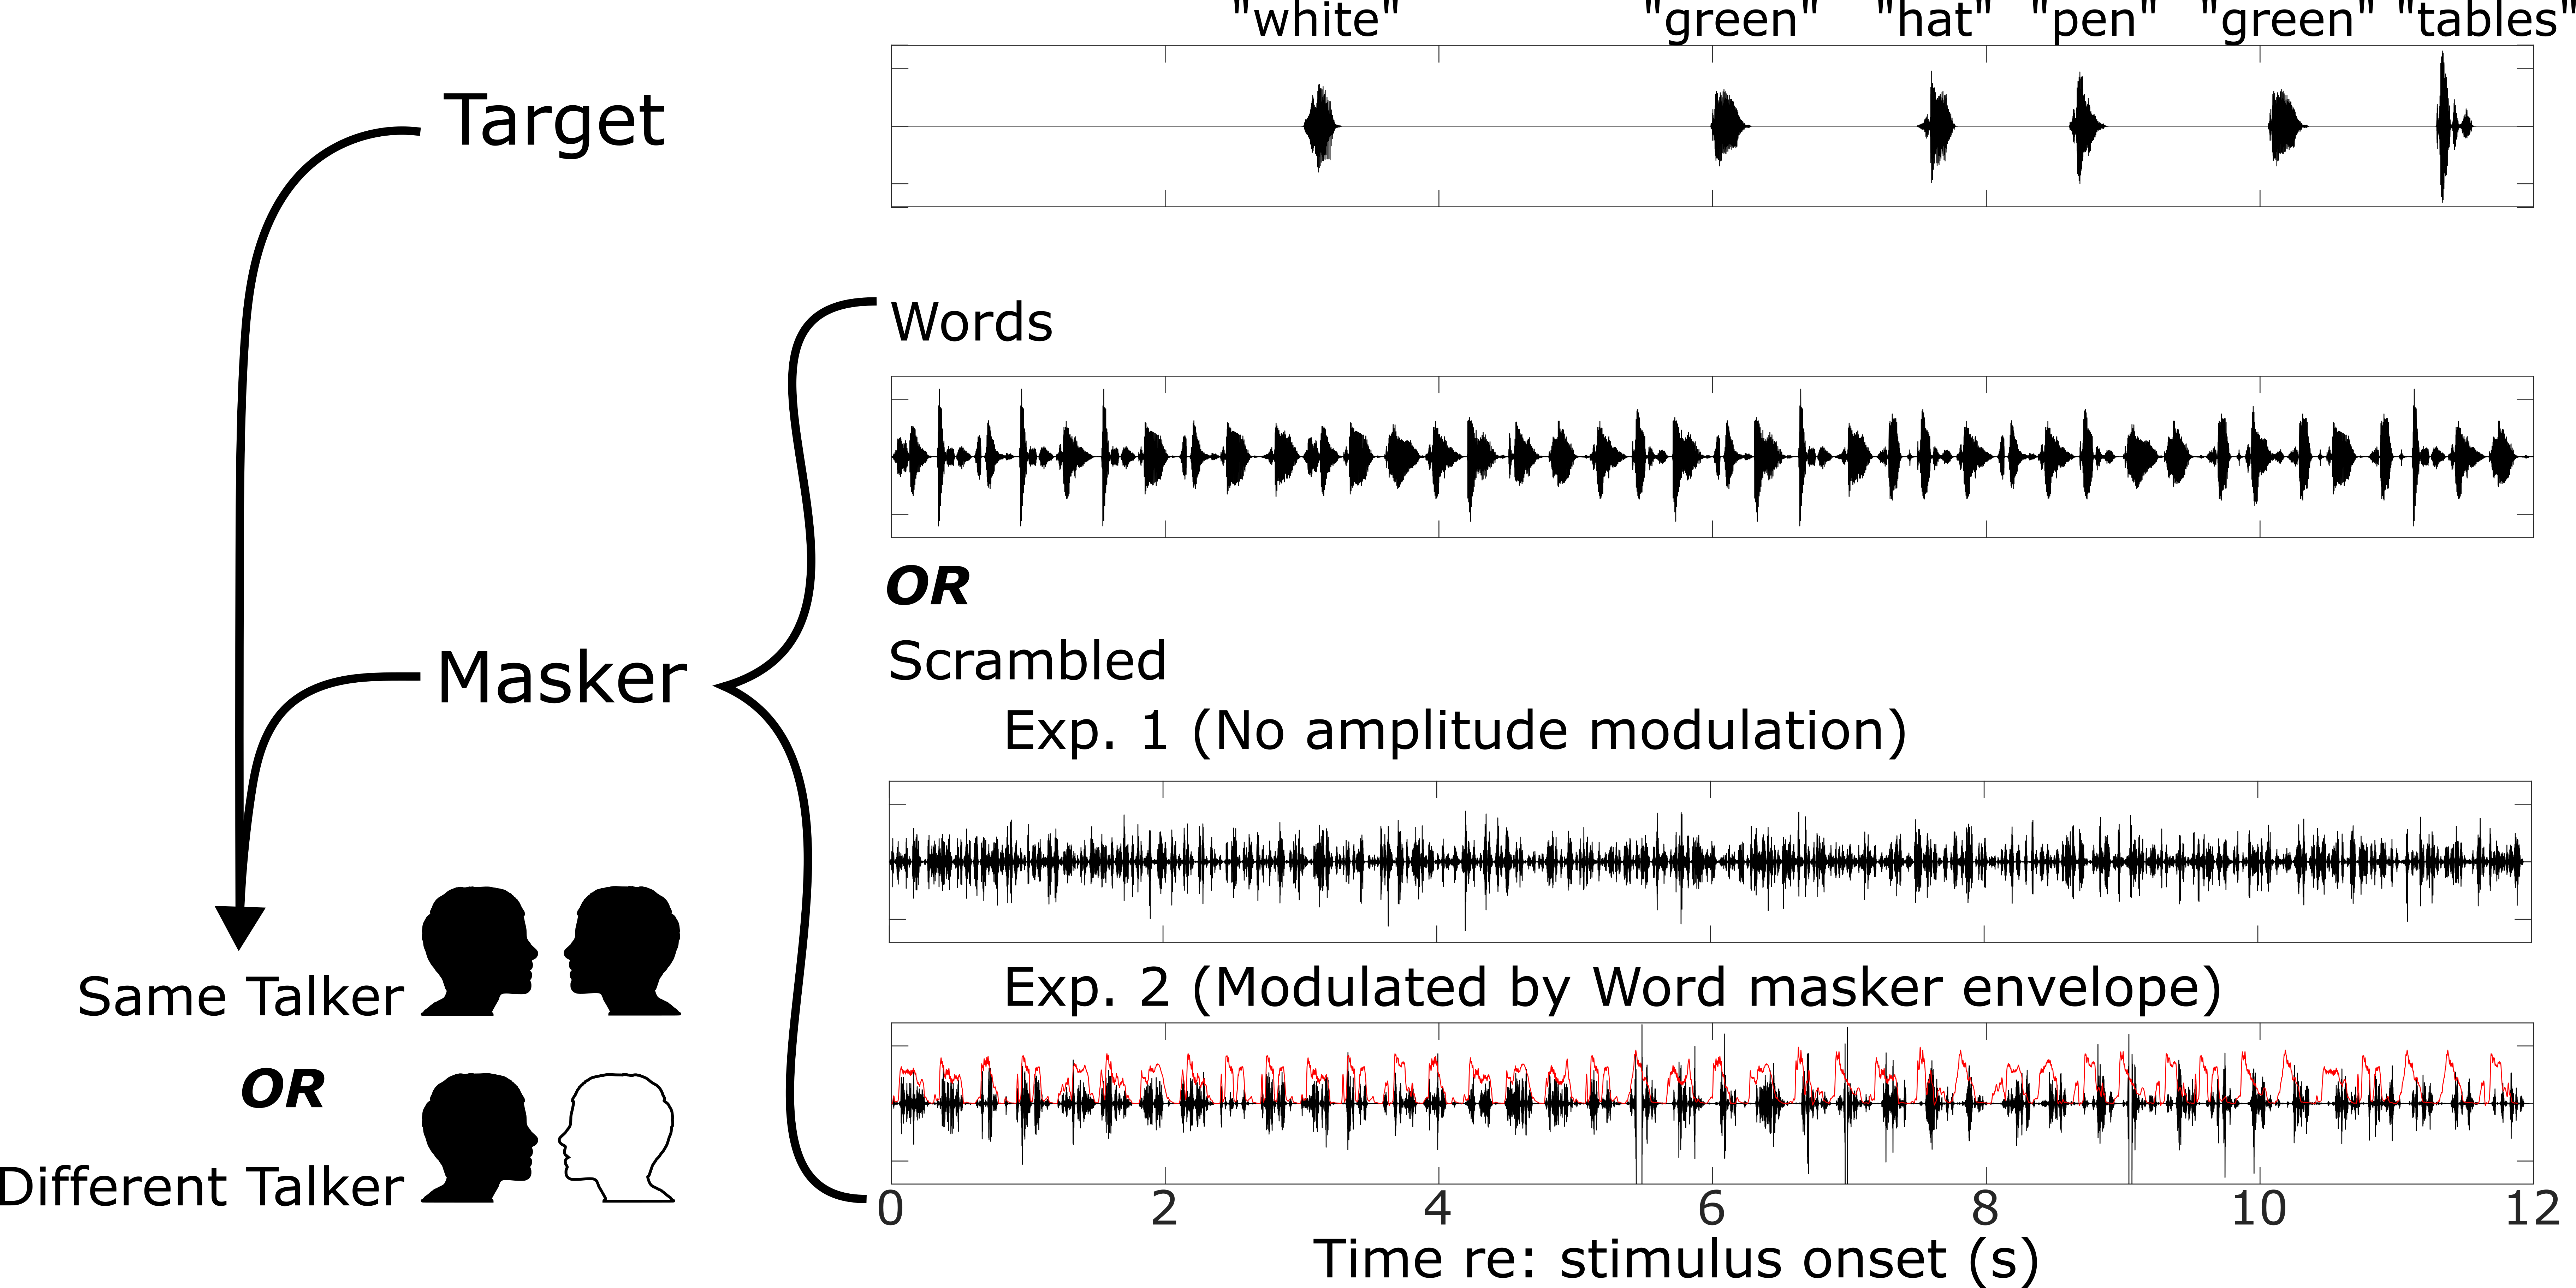 "white" "green" "hat" "pen" "green" "tables"
Target
Words
OR
Scrambled
Masker
Exp. 1 (No amplitude modulation)
Exp. 2 (Modulated by Word masker envelope)
Same Talker
OR
Different Talker
0 2 4 6 8 10 12
Time re: stimulus onset (s)